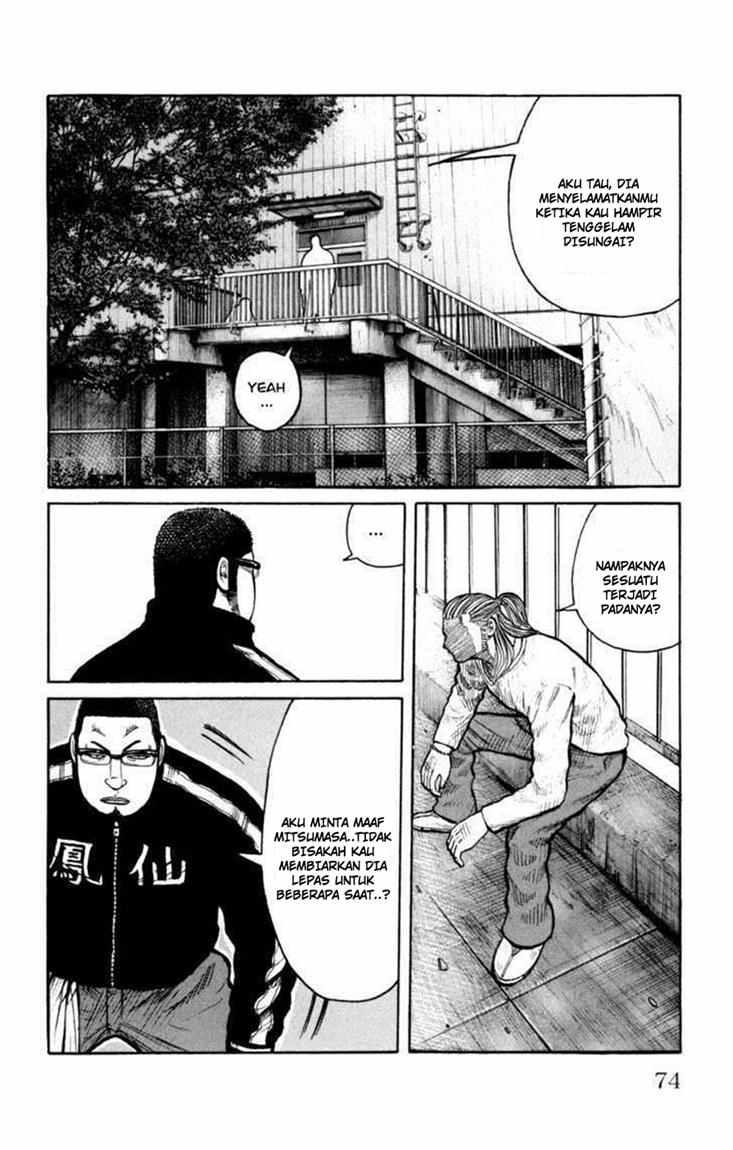 AKU TAU, DIA
MENYELAMATKANMU
KETIKA KAU HAMPIR
TENGGELAM
DISUNGAI?
YEAH
...
NAMPAKNYA
SESUATU
TERJADI
PADANYA?
...
AKU MINTA MAAF
MITSUMASA..TIDAK
BISAKAH KAU
MEMBIARKAN DIA
LEPAS UNTUK
BEBERAPA SAAT..?
鳳仙
74